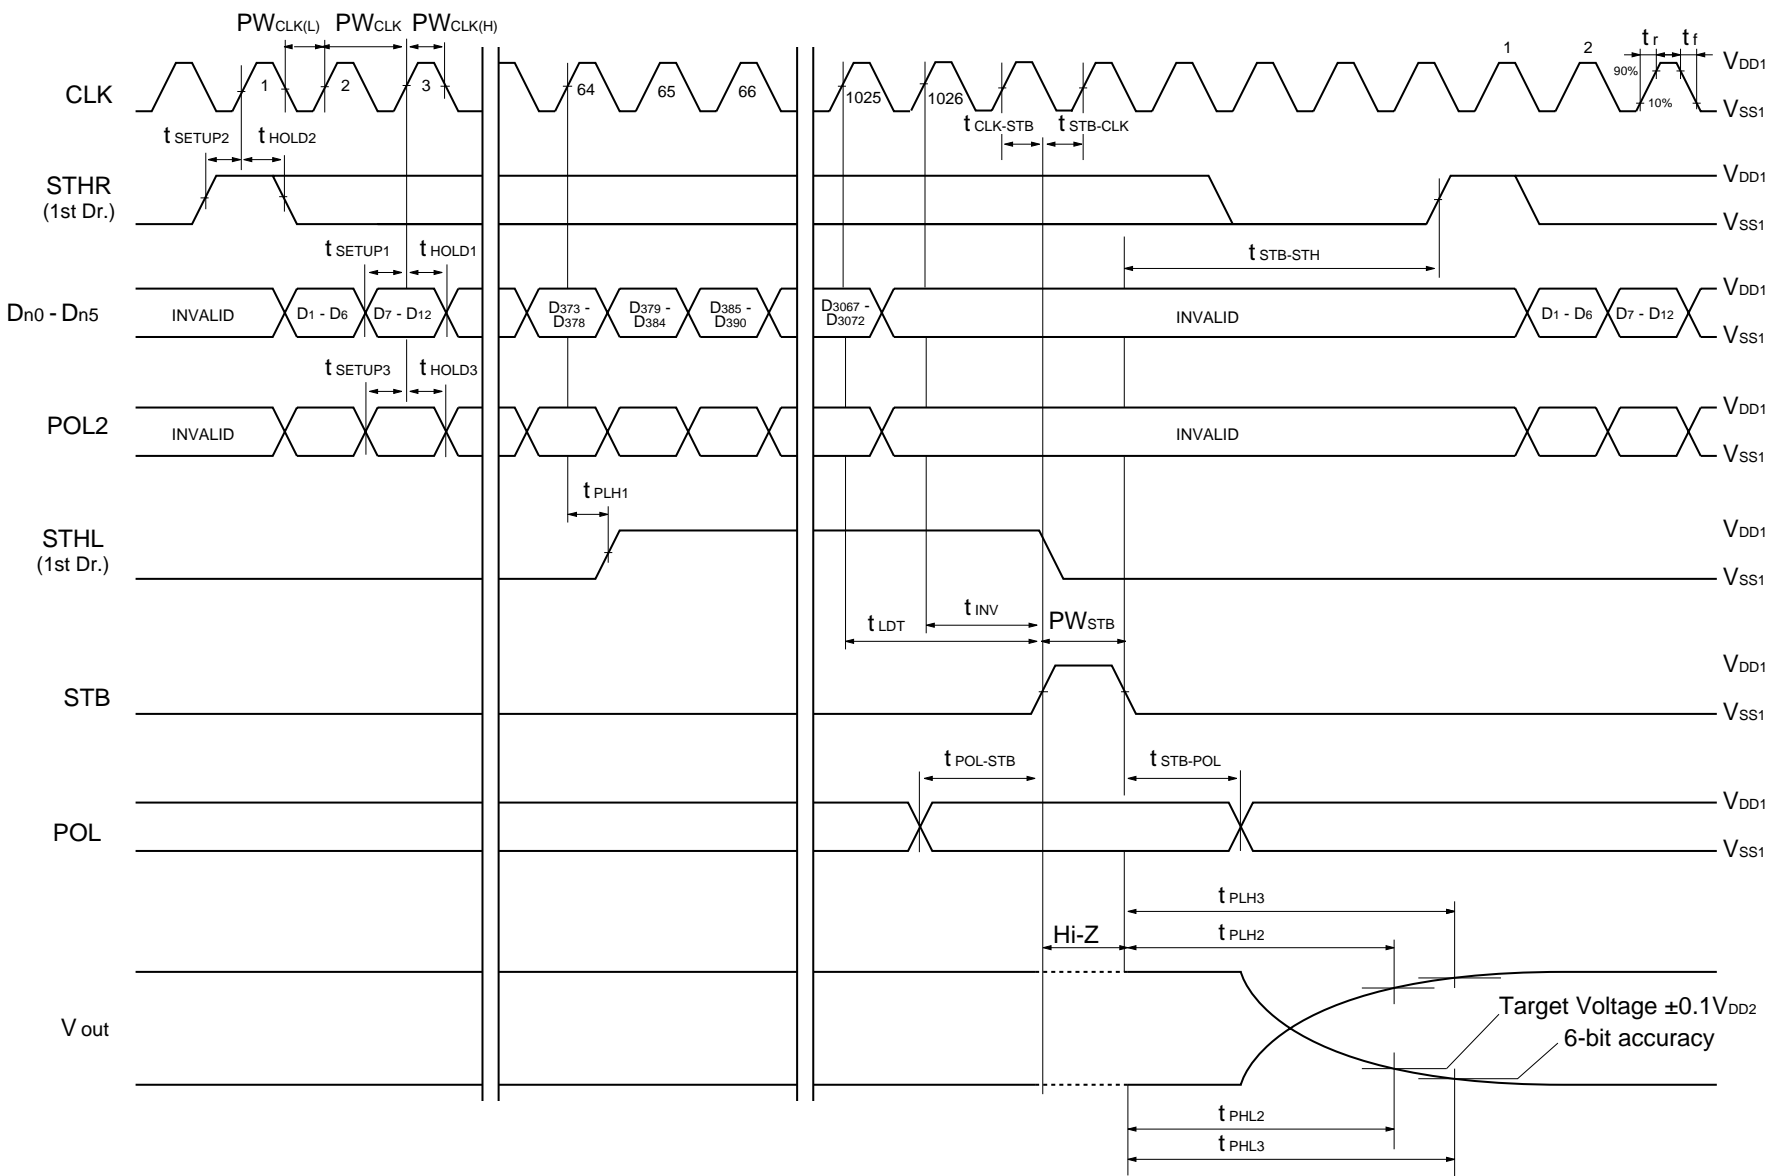 PWCLK(L) PWCLK PWCLK(H)
1 2 tr tf
VDD1
90%
CLK 1 2 3 64 65 66 1025 1026
10%
VSS1
tSETUP2 tHOLD2 tCLK-STB tSTB-CLK
STHR
(1st Dr.)
VDD1
VSS1
tSETUP1 tHOLD1 tSTB-STH
VDD1
Dn0 - Dn5 INVALID D1 - D6 D7 - D12 D373 - D378 D379 - D384 D385 - D390 D3067 - D3072 INVALID D1 - D6 D7 - D12
VSS1
tSETUP3 tHOLD3
VDD1
POL2 INVALID INVALID
VSS1
tPLH1
STHL
(1st Dr.)
VDD1
VSS1
tINV
tLDT PWSTB
VDD1
STB
VSS1
tPOL-STB tSTB-POL
VDD1
POL
VSS1
tPLH3
Hi-Z tPLH2
Target Voltage ±0.1VDD2
Vout
6-bit accuracy
tPHL2
tPHL3